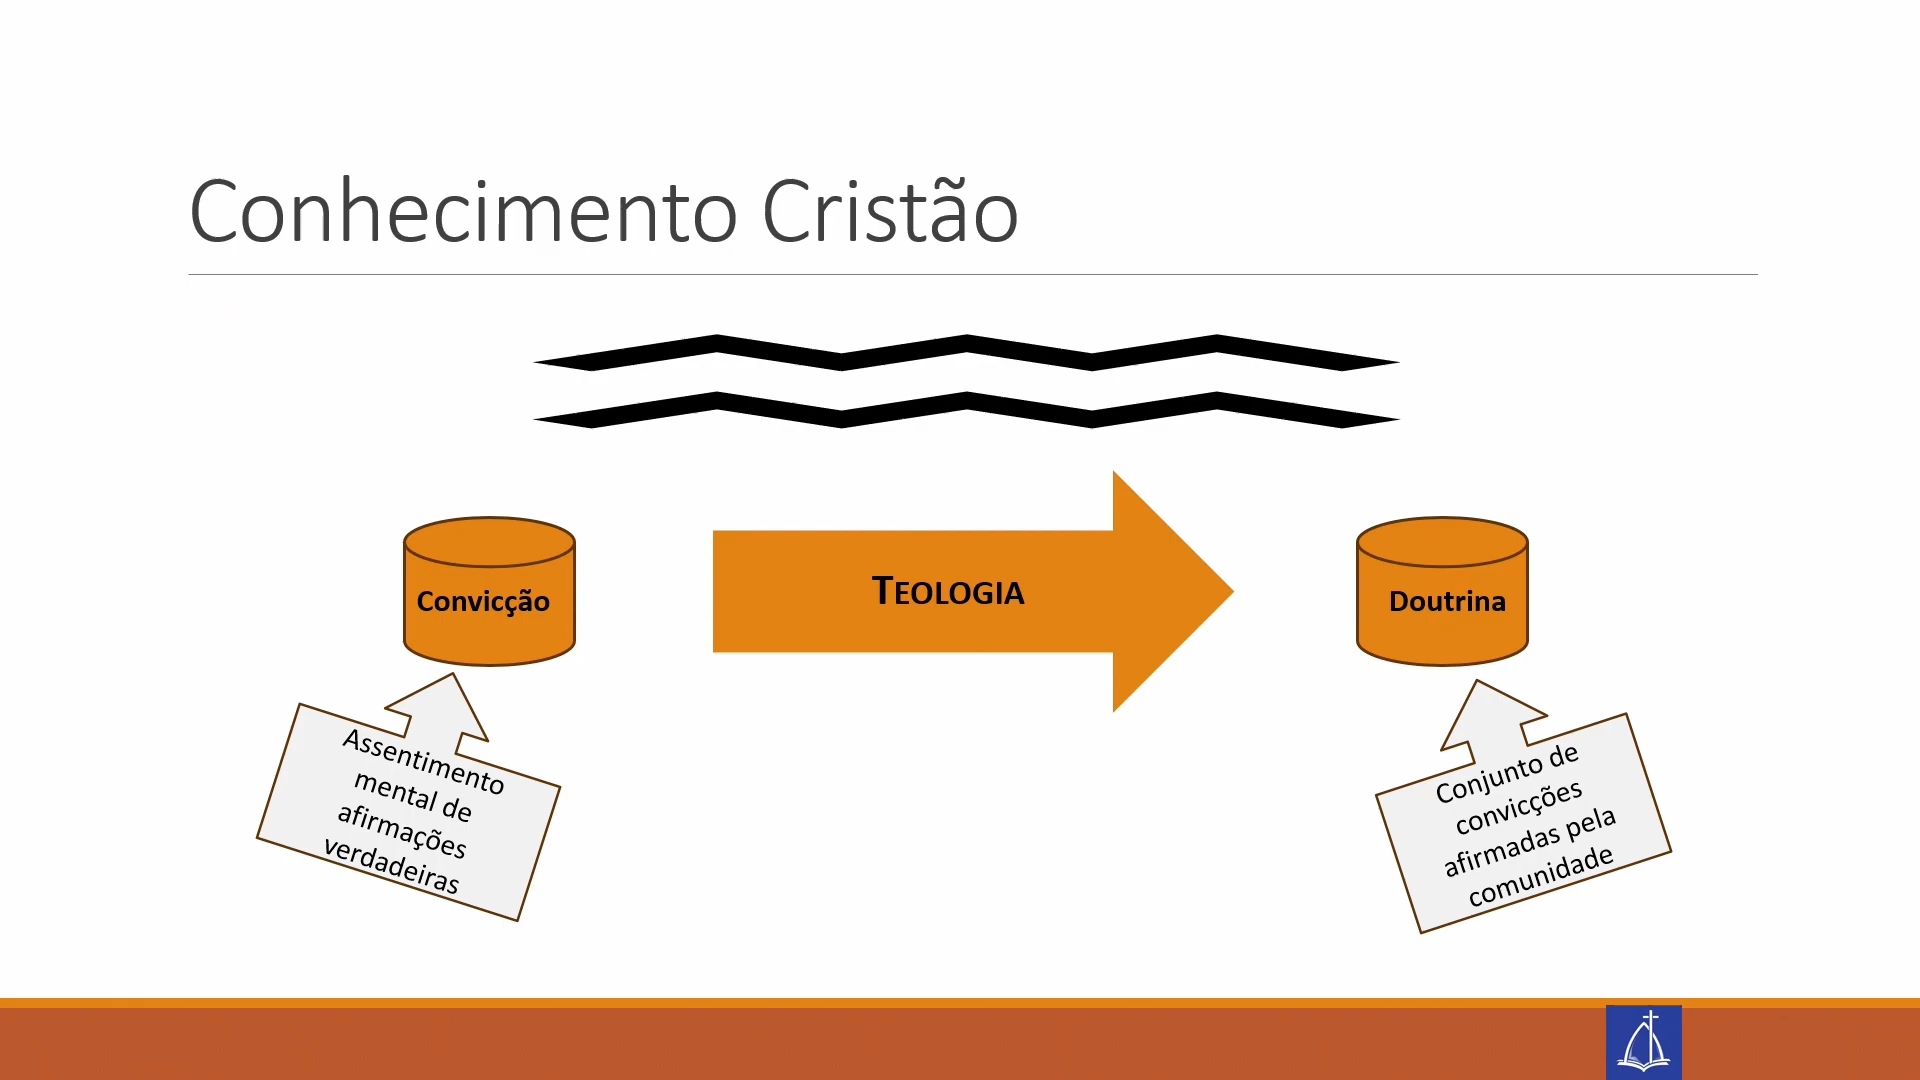 Conhecimento Cristão
Convicção
TEOLOGIA
Doutrina
Assentimento
mental de
afirmações
verdadeiras
Conjunto de
convicções
afirmadas pela
comunidade